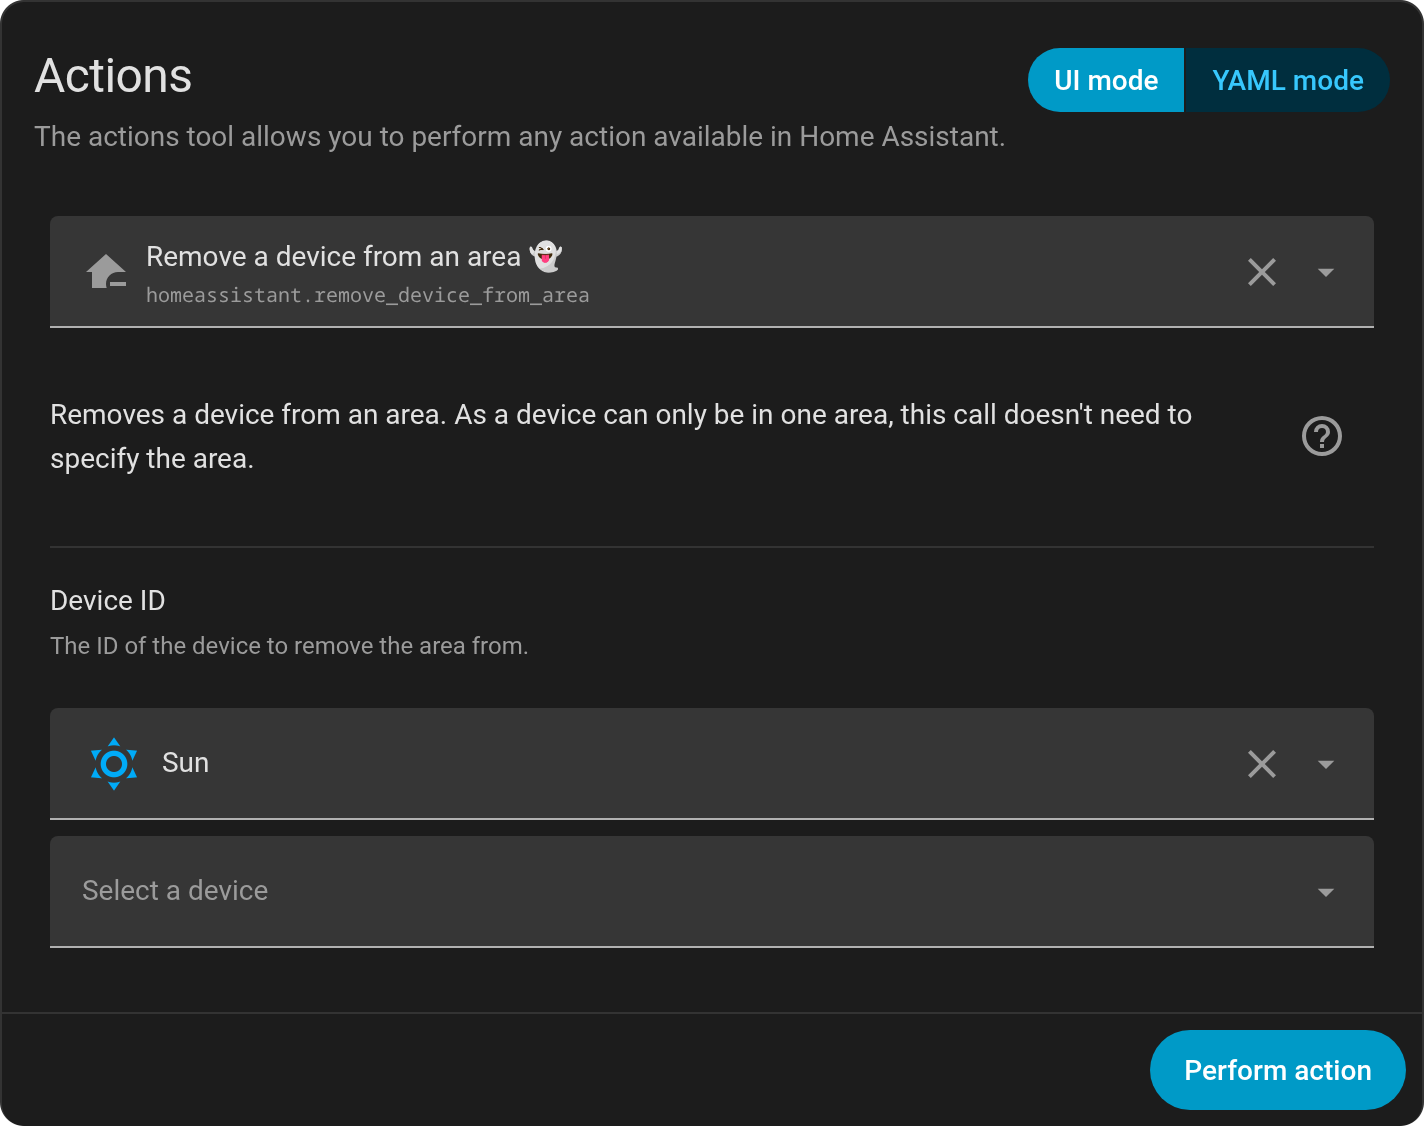 Actions
UI mode
YAML mode
The actions tool allows you to perform any action available in Home Assistant.
Remove a device from an area 👻
homeassistant.remove_device_from_area
Removes a device from an area. As a device can only be in one area, this call doesn't need to
specify the area.
Device ID
The ID of the device to remove the area from.
Sun
Select a device
Perform action